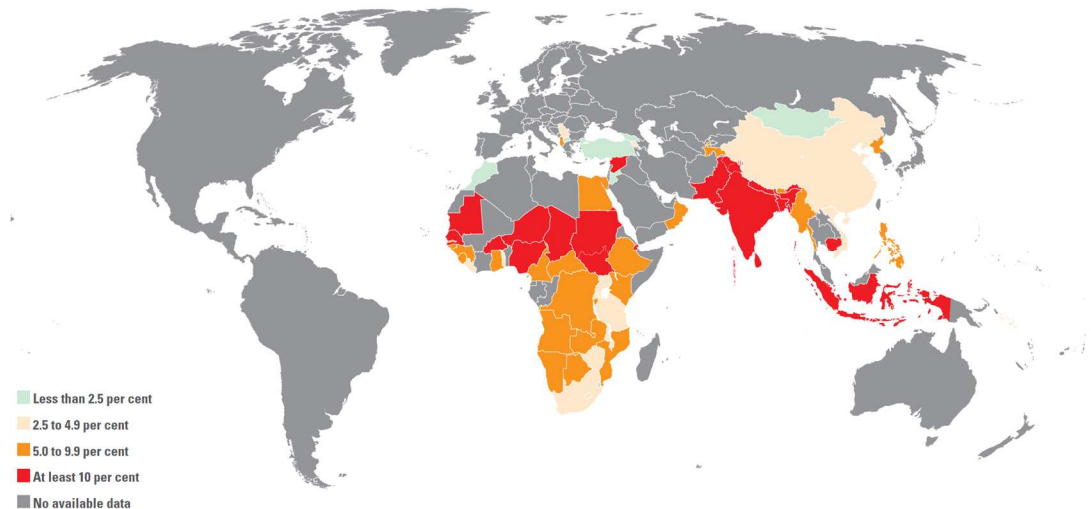 Less than 2.5 per cent
2.5 to 4.9 per cent
5.0 to 9.9 per cent
At least 10 per cent
No available data